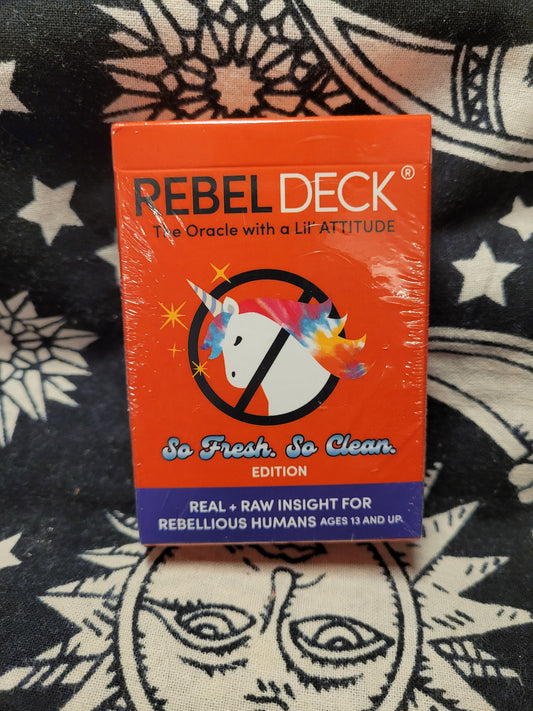 REBEL DECK®
The Oracle with a Lil' ATTITUDE
So Fresh. So Clean.
EDITION
REAL + RAW INSIGHT FOR
REBELLIOUS HUMANS AGES 13 AND UP.